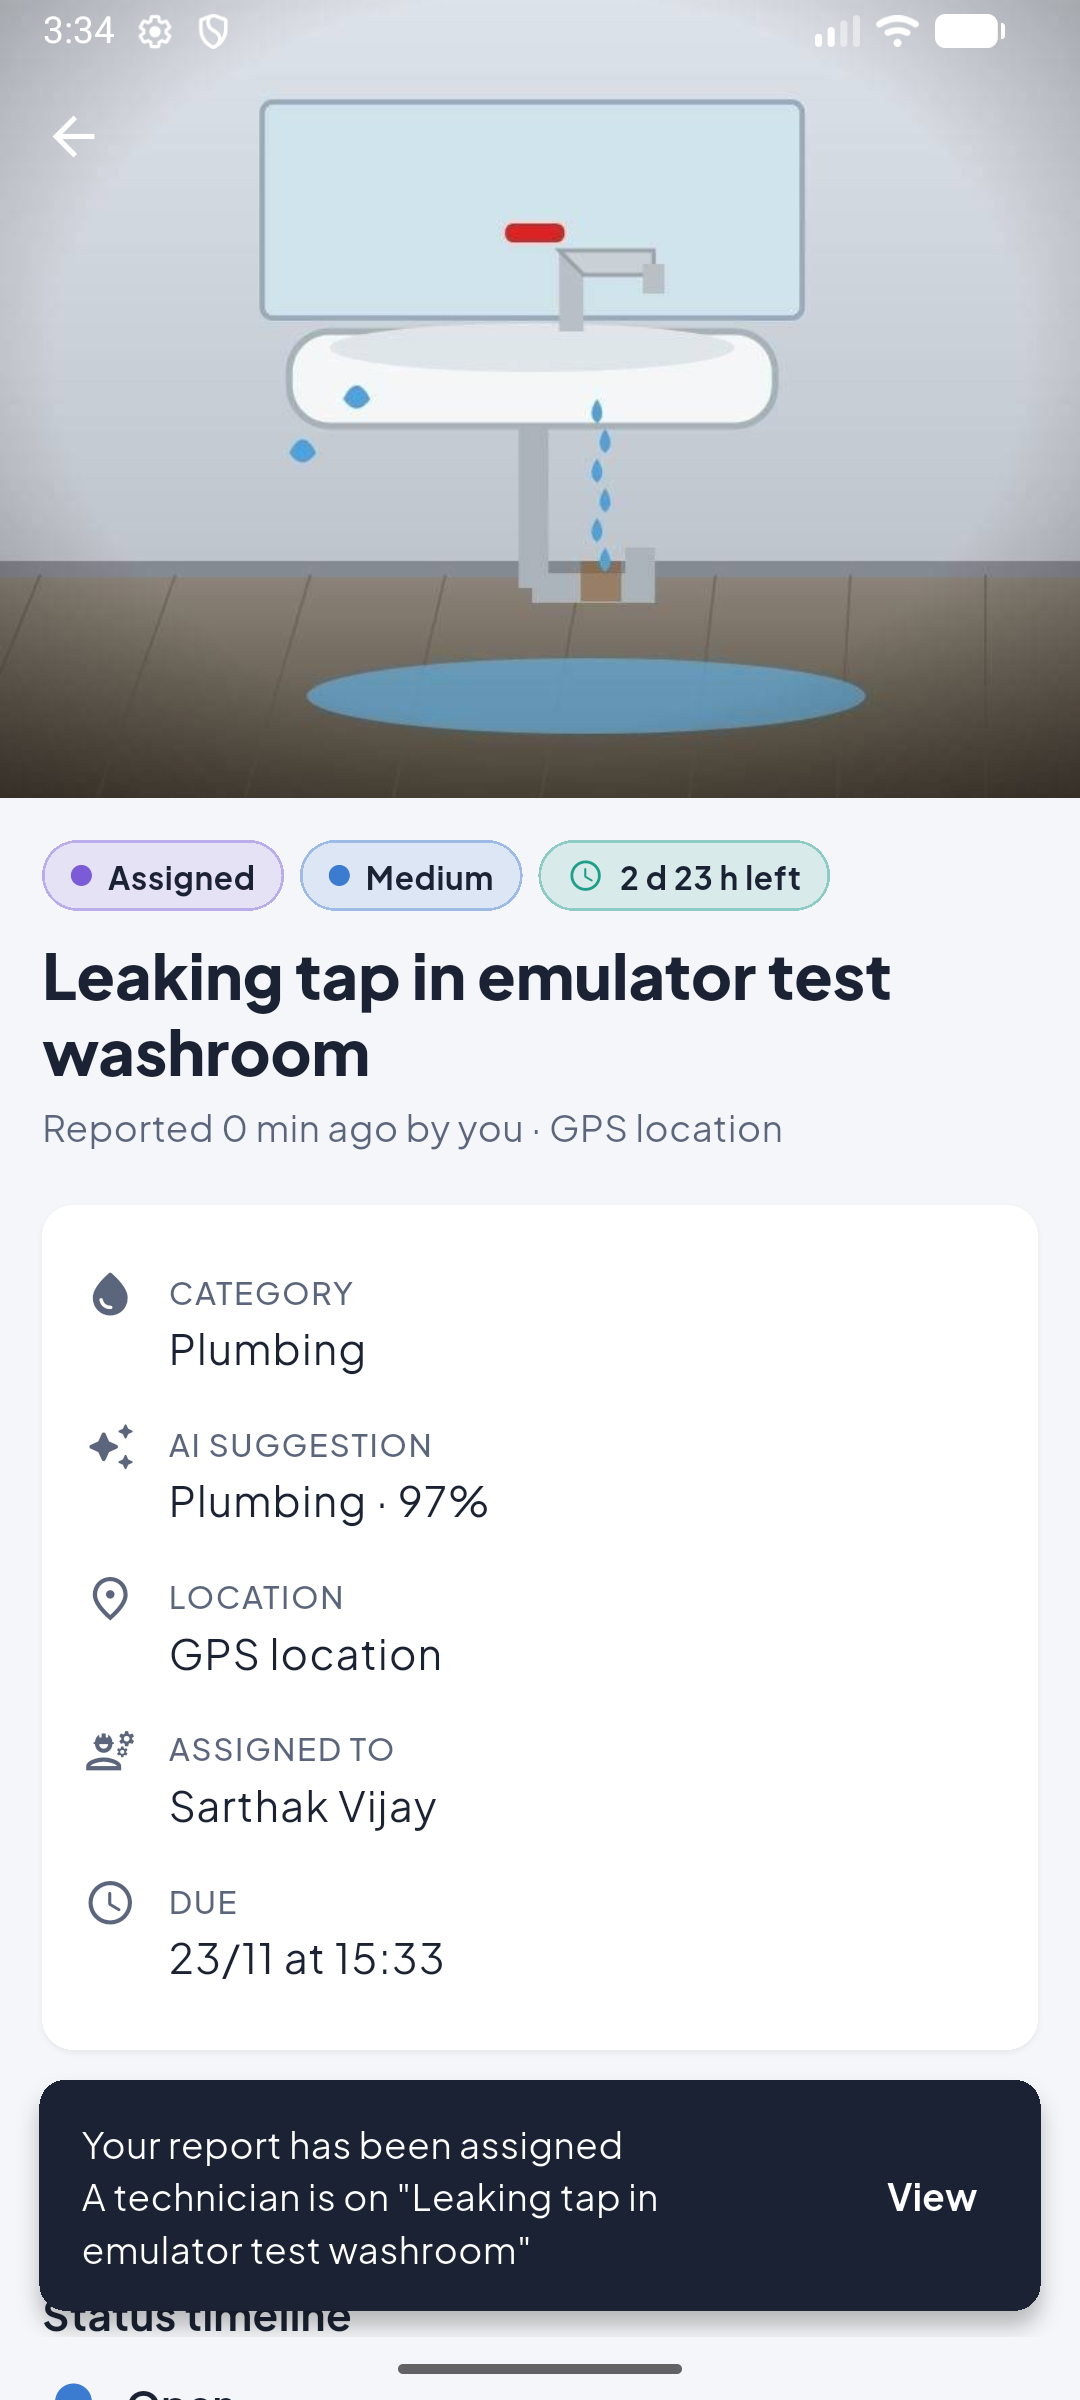 3:34
Assigned
Medium
2 d 23 h left
Leaking tap in emulator test
washroom
Reported 0 min ago by you · GPS location
CATEGORY
Plumbing
AI SUGGESTION
Plumbing · 97%
LOCATION
GPS location
ASSIGNED TO
Sarthak Vijay
DUE
23/11 at 15:33
Your report has been assigned
A technician is on "Leaking tap in
emulator test washroom"
View
Status timeline
Open